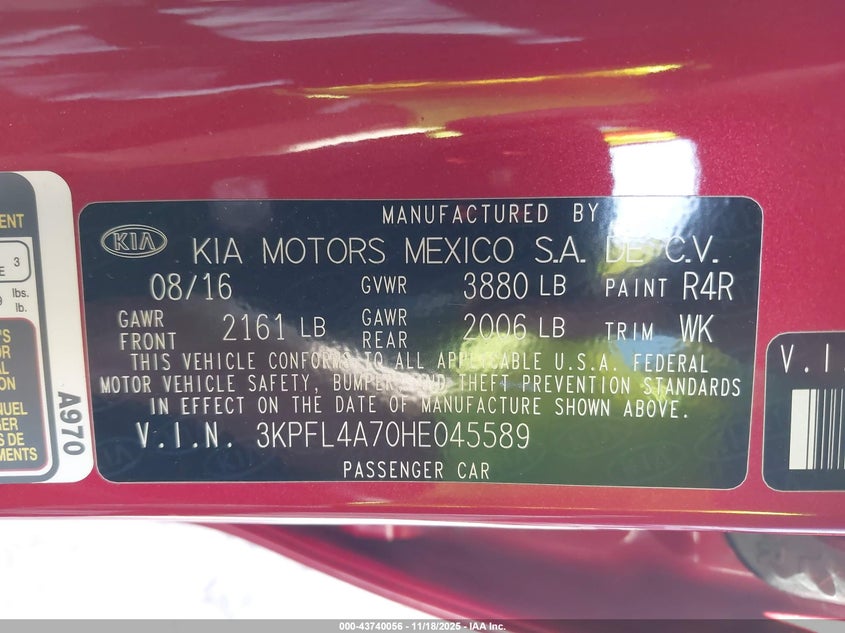 MANUFACTURED BY
KIA KIA MOTORS MEXICO S.A. DE C.V.
08/16 GVWR 3880 LB PAINT R4R
GAWR FRONT 2161 LB GAWR REAR 2006 LB TRIM WK
THIS VEHICLE CONFORMS TO ALL APPLICABLE U.S.A. FEDERAL
MOTOR VEHICLE SAFETY, BUMPER AND THEFT PREVENTION STANDARDS
IN EFFECT ON THE DATE OF MANUFACTURE SHOWN ABOVE.
V.I.N. 3KPFL4A70HE045589
PASSENGER CAR
A970
3
lbs.
lb.
V.I.
000-43740056 - 11/18/2025 - IAA Inc.